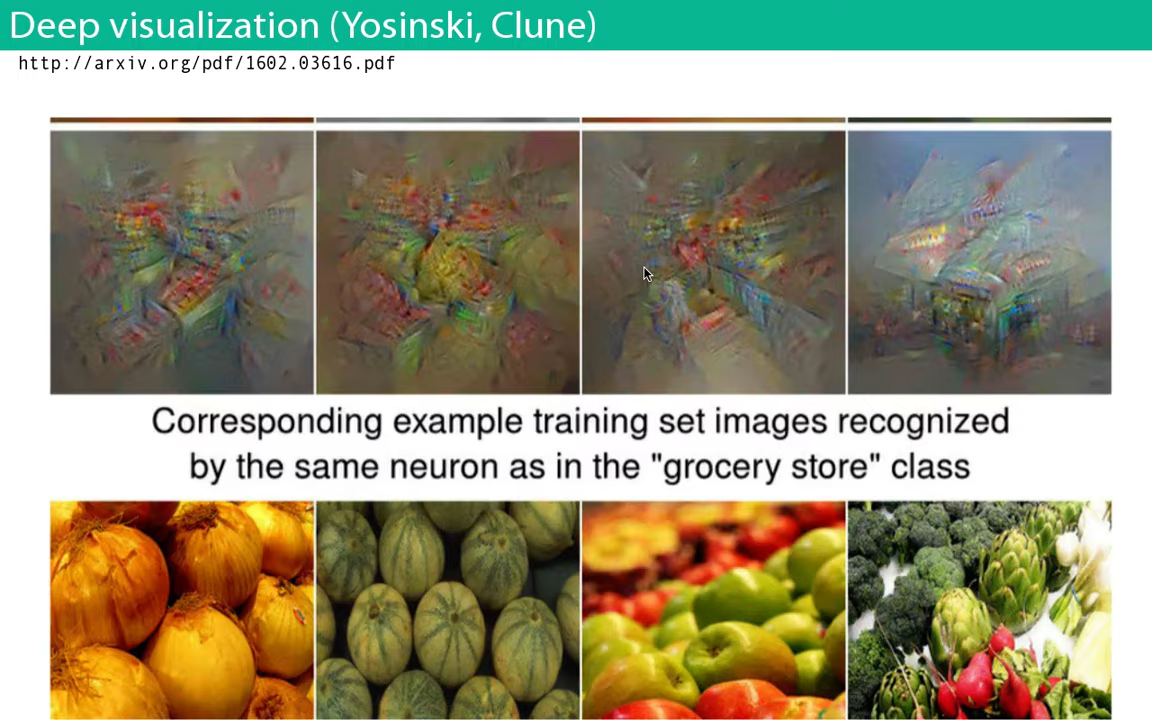 Deep visualization (Yosinski, Clune)
http://arxiv.org/pdf/1602.03616.pdf
Corresponding example training set images recognized
by the same neuron as in the "grocery store" class